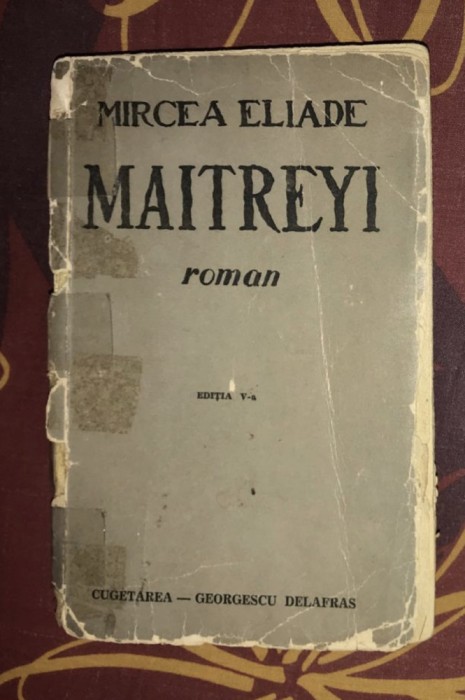 MIRCEA ELIADE
MAITREYI
roman
EDIȚIA V-a
CUGETAREA — GEORGESCU DELAFRAS